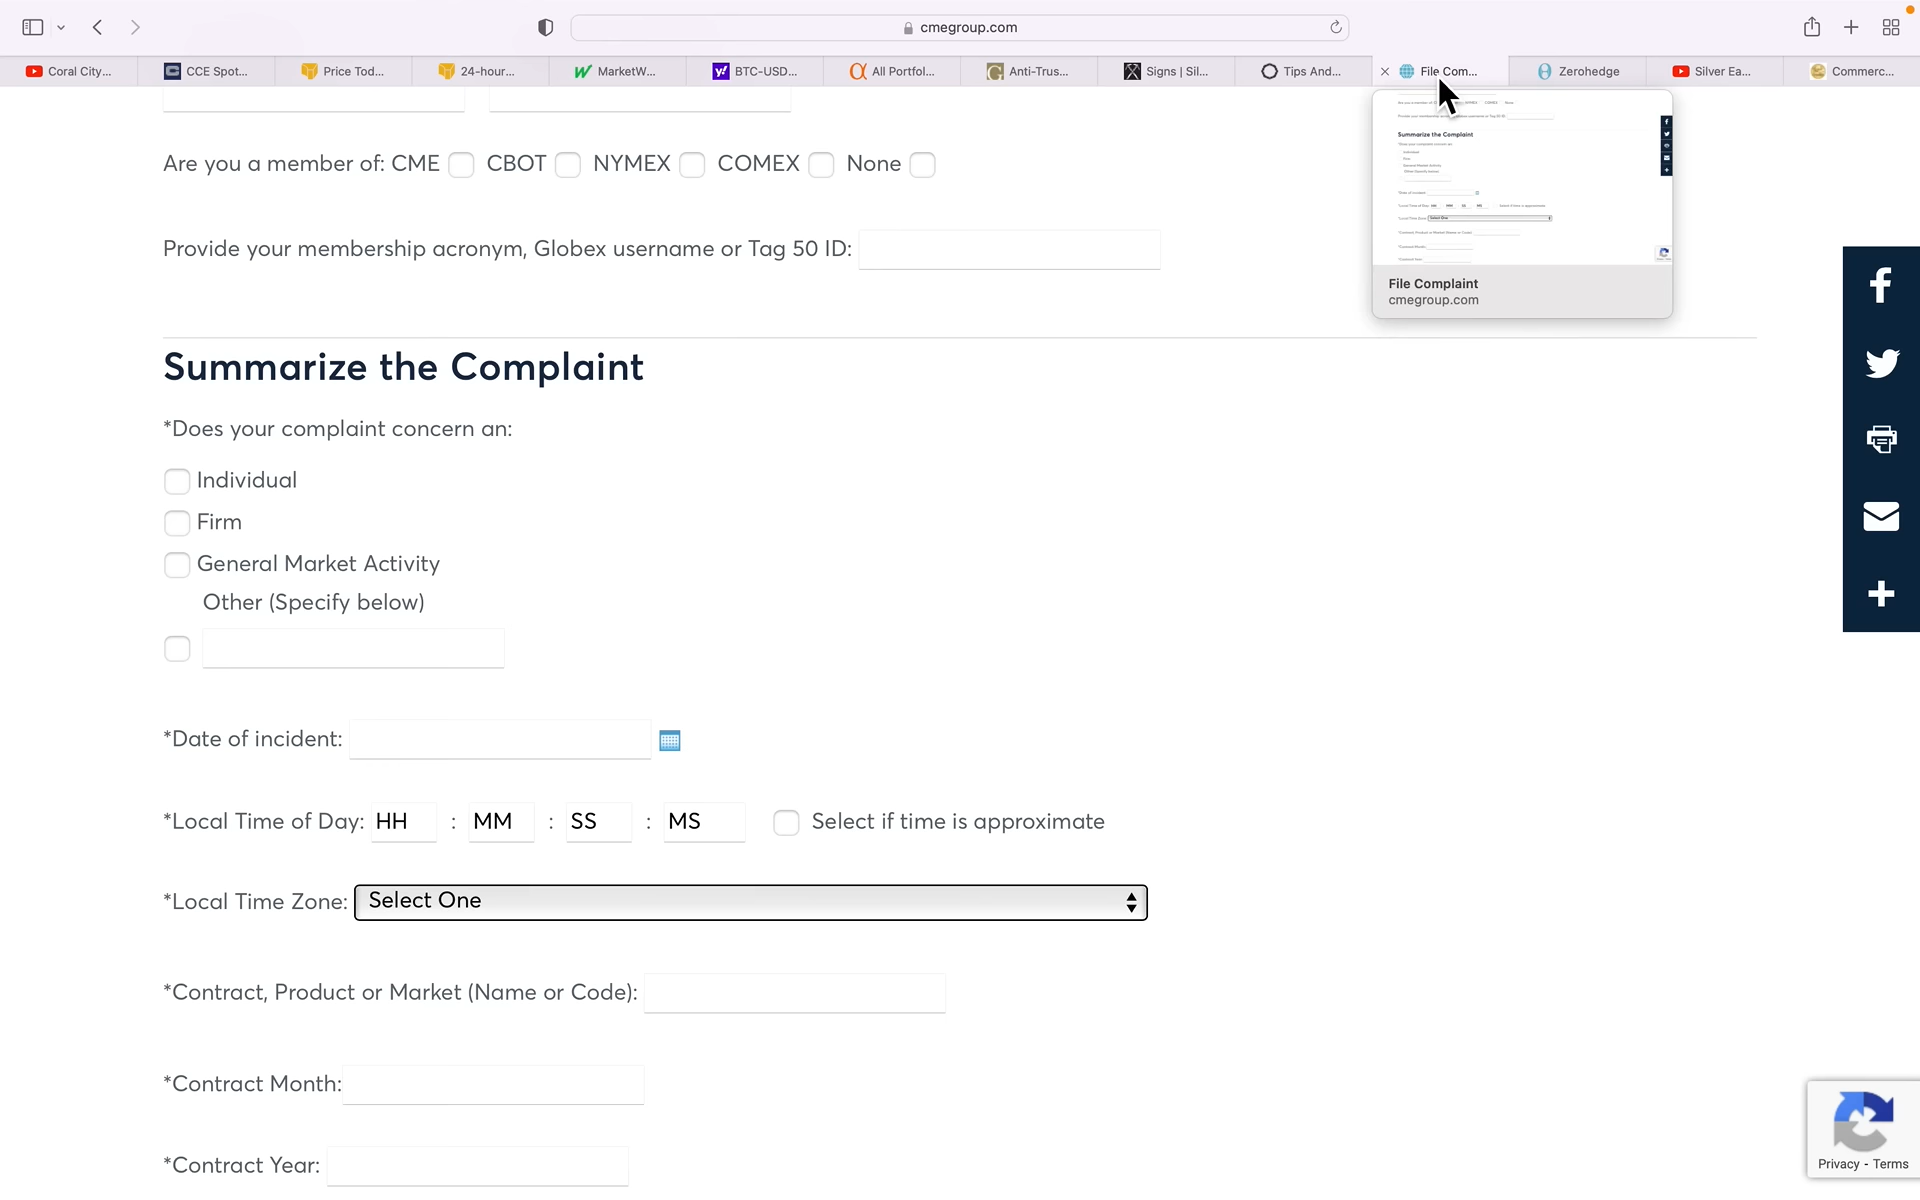 cmegroup.com
Coral City...
CCE Spot...
Price Tod...
24-hour...
MarketW...
BTC-USD...
All Portfol...
Anti-Trus...
Signs | Sil...
Tips And...
File Com...
Zerohedge
Silver Ea...
Commerc...
Are you a member of: CME CBOT NYMEX COMEX None
Provide your membership acronym, Globex username or Tag 50 ID:
Summarize the Complaint
File Complaint
cmegroup.com
Summarize the Complaint
*Does your complaint concern an:
Individual
Firm
General Market Activity
Other (Specify below)
*Date of incident:
*Local Time of Day: HH : MM : SS : MS Select if time is approximate
*Local Time Zone: Select One
*Contract, Product or Market (Name or Code):
*Contract Month:
*Contract Year:
Privacy - Terms